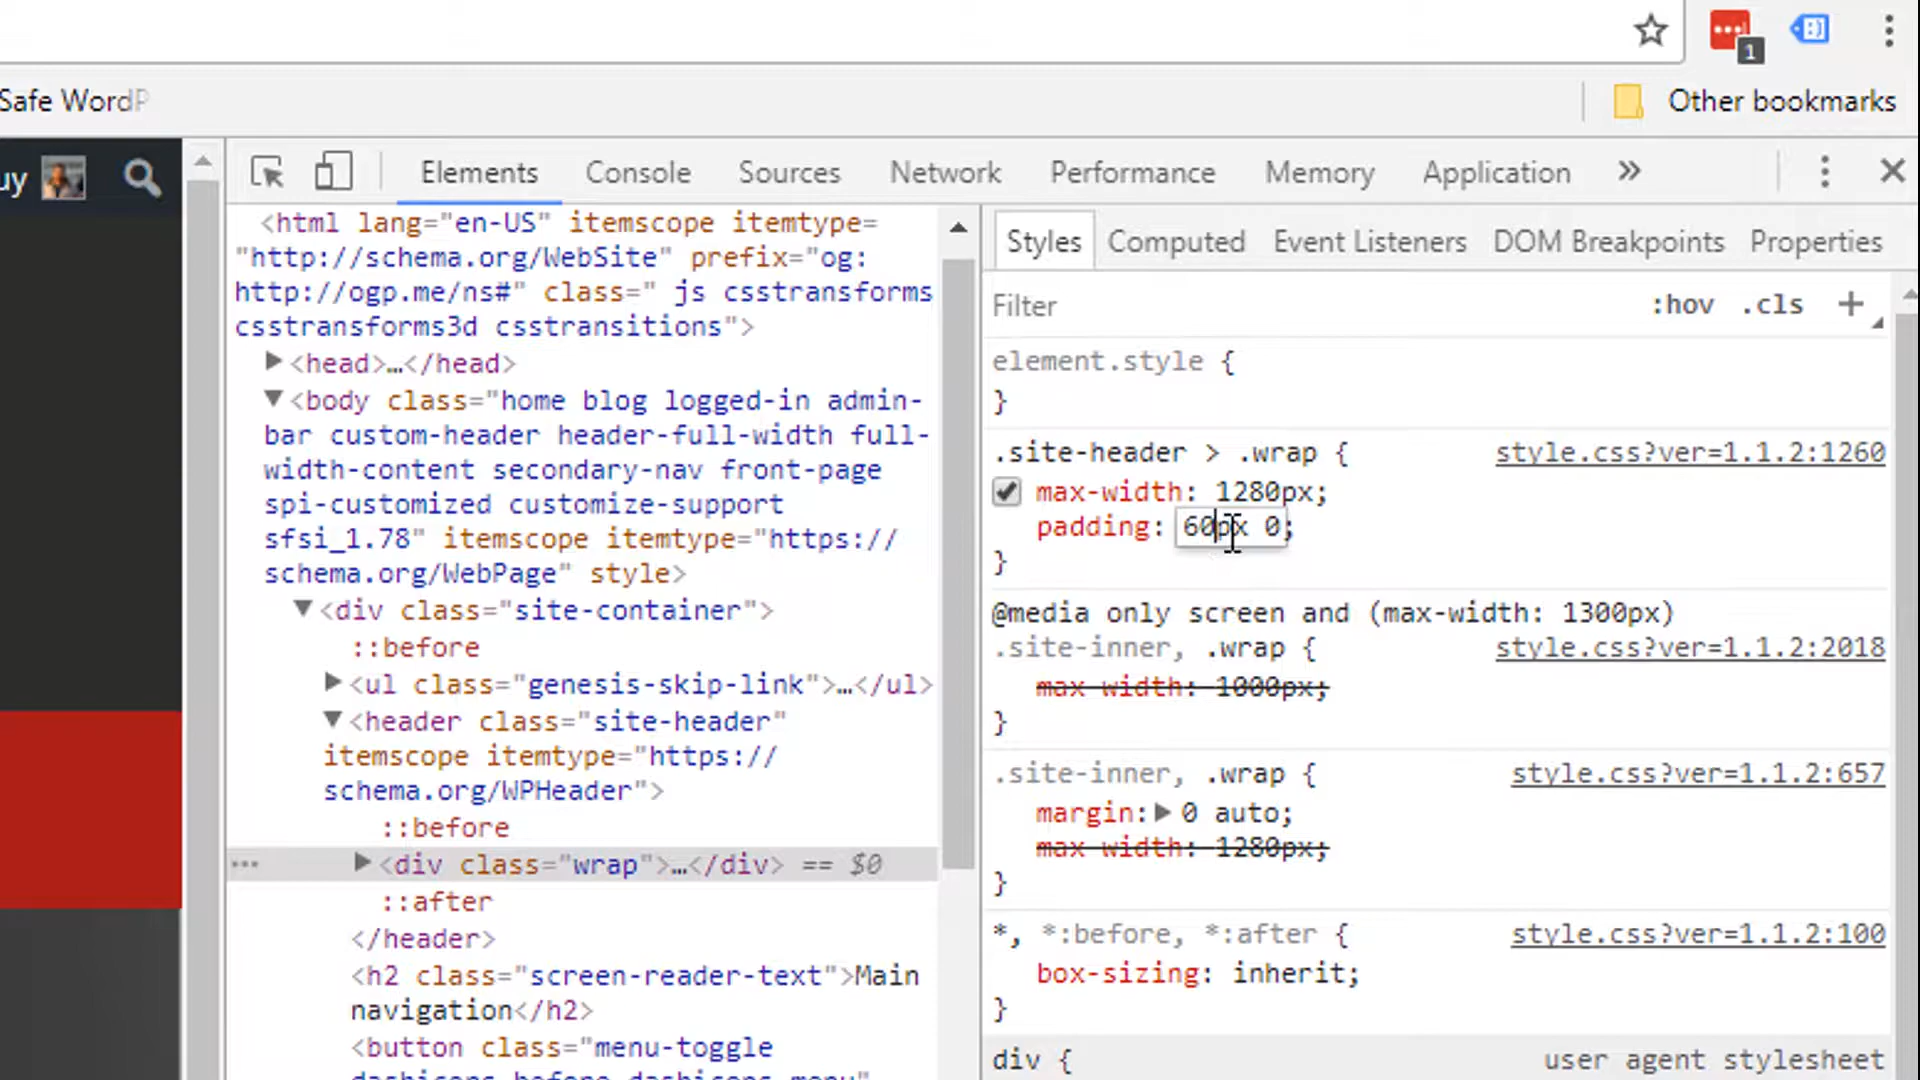 1
Safe WordP
Other bookmarks
uy
Elements Console Sources Network Performance Memory Application »
<html lang="en-US" itemscope itemtype=
"http://schema.org/WebSite" prefix="og:
http://ogp.me/ns#" class=" js csstransforms
csstransforms3d csstransitions">
<head>…</head>
<body class="home blog logged-in admin-
bar custom-header header-full-width full-
width-content secondary-nav front-page
spi-customized customize-support
sfsi_1.78" itemscope itemtype="https://
schema.org/WebPage" style>
<div class="site-container">
::before
<ul class="genesis-skip-link">…</ul>
<header class="site-header"
itemscope itemtype="https://
schema.org/WPHeader">
::before
<div class="wrap">…</div> == $0
::after
</header>
<h2 class="screen-reader-text">Main
navigation</h2>
<button class="menu-toggle
dashicons-before dashicons-menu"
Styles Computed Event Listeners DOM Breakpoints Properties
Filter :hov .cls +
element.style {
}
.site-header > .wrap { style.css?ver=1.1.2:1260
max-width: 1280px;
padding: 60px 0;
}
@media only screen and (max-width: 1300px)
.site-inner, .wrap { style.css?ver=1.1.2:2018
max-width: 1000px;
}
.site-inner, .wrap { style.css?ver=1.1.2:657
margin: 0 auto;
max-width: 1280px;
}
*, *:before, *:after { style.css?ver=1.1.2:100
box-sizing: inherit;
}
div { user agent stylesheet